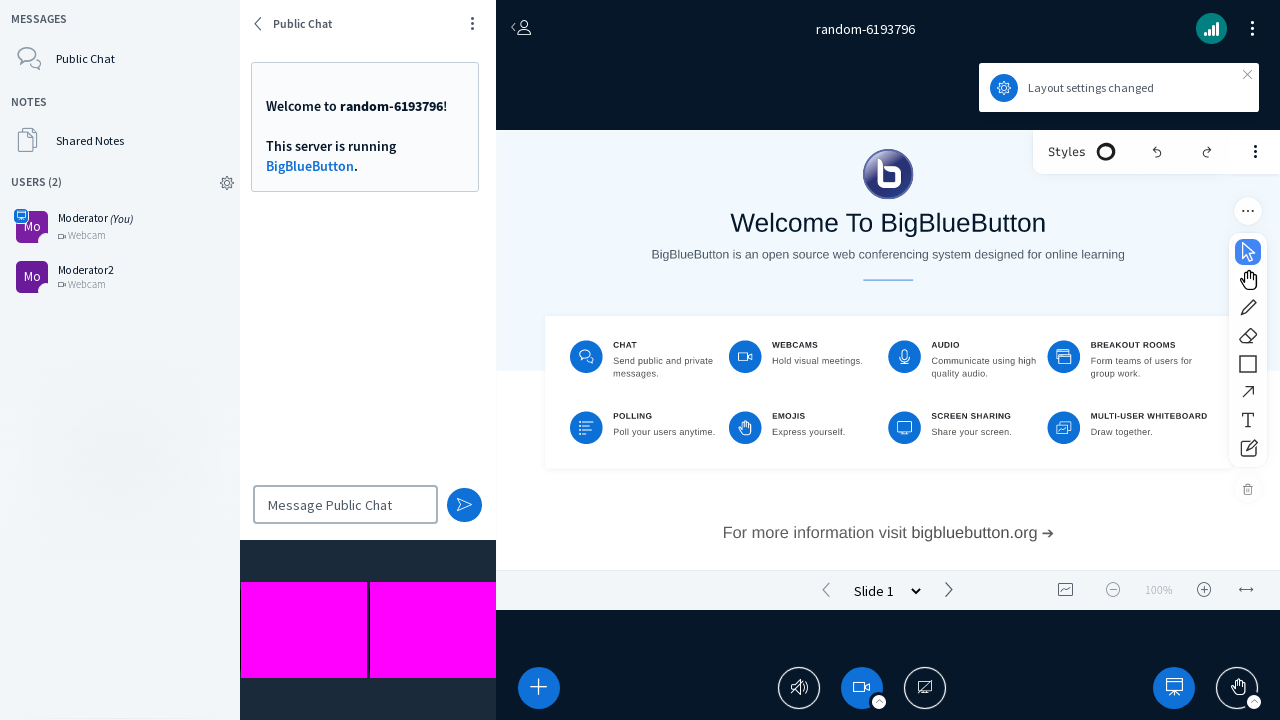 MESSAGES
Public Chat
NOTES
Shared Notes
USERS (2)
Mo
Moderator (You)
Webcam
Mo
Moderator2
Webcam
Public Chat
Welcome to random-6193796!
This server is running
BigBlueButton.
Message Public Chat
random-6193796
Layout settings changed
Styles
Welcome To BigBlueButton
BigBlueButton is an open source web conferencing system designed for online learning
CHAT
Send public and private
messages.
WEBCAMS
Hold visual meetings.
AUDIO
Communicate using high
quality audio.
BREAKOUT ROOMS
Form teams of users for
group work.
POLLING
Poll your users anytime.
EMOJIS
Express yourself.
SCREEN SHARING
Share your screen.
MULTI-USER WHITEBOARD
Draw together.
For more information visit bigbluebutton.org →
Slide 1
100%